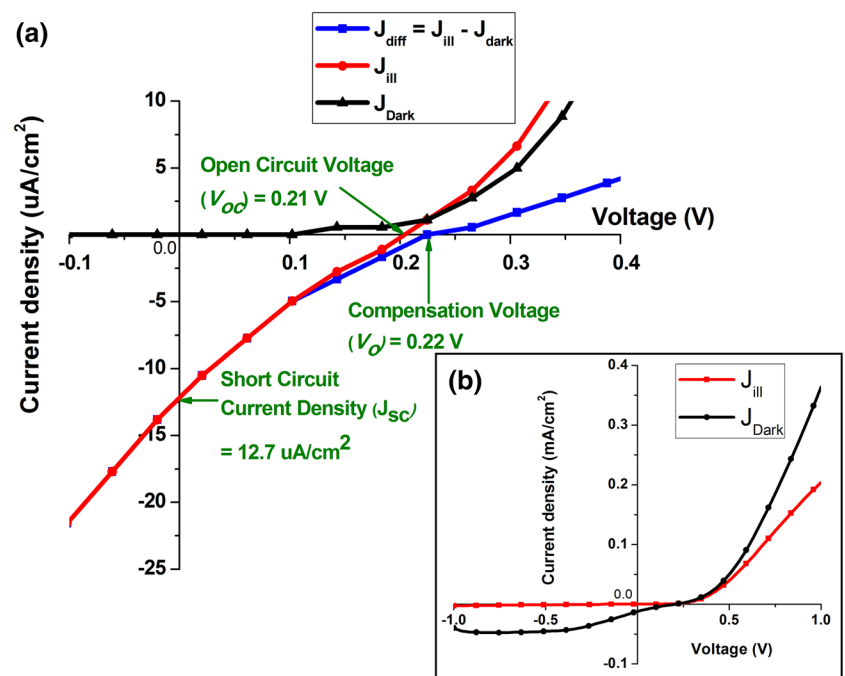 (a)
J_diff = J_ill - J_dark
J_ill
J_Dark
Current density (uA/cm²)
10
5
0.0
-5
-10
-15
-20
-25
-0.1
0.1
0.2
0.3
0.4
Voltage (V)
Open Circuit Voltage
(V_OC) = 0.21 V
Compensation Voltage
(V_O) = 0.22 V
Short Circuit
Current Density (J_SC)
= 12.7 uA/cm²
(b)
J_ill
J_Dark
Current density (mA/cm²)
0.4
0.3
0.2
0.1
0.0
-0.1
-1.0
-0.5
0.5
1.0
Voltage (V)